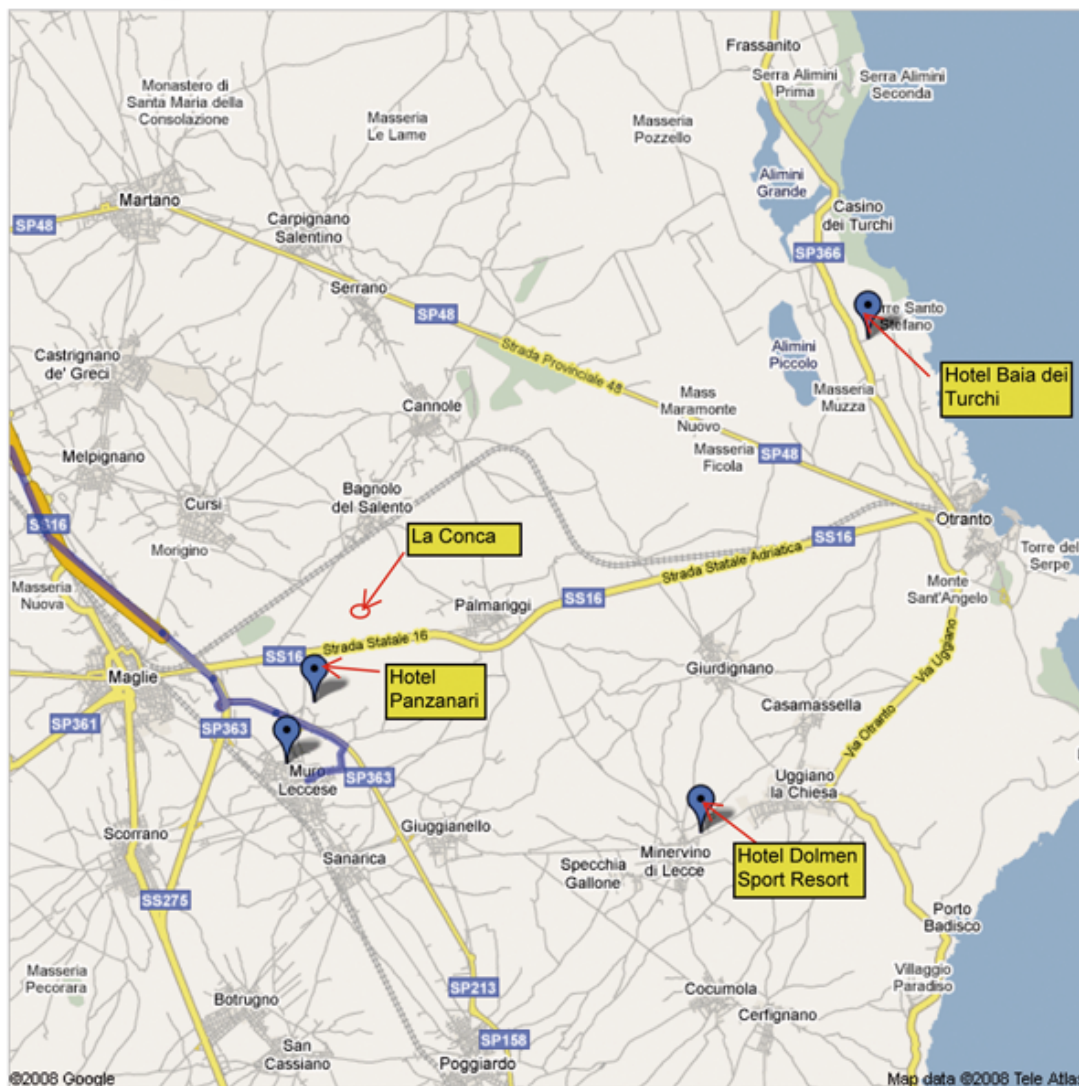 Frassanito
Serra Alimini
Prima
Serra Alimini
Seconda
Monastero di
Santa Maria della
Consolazione
Masseria
Le Lame
Masseria
Pozzello
Alimini
Grande
Martano
SP48
Carpignano
Salentino
Casino
dei Turchi
SP366
Serrano
SP48
Santo
Stefano
Strada Provinciale 48
Alimini
Piccolo
Castrignano
de' Greci
Hotel Baia dei
Turchi
Masseria
Muzza
Cannole
Mass
Maramonte
Nuovo
Masseria
Ficola
SP48
Melpignano
Bagnolo
del Salento
Cursi
SS16
Morigino
La Conca
Otranto
SS16
Strada Statale Adriatica
Torre del
Serpe
Masseria
Nuova
SS16
Palmariggi
Monte
Sant'Angelo
Strada Statale 16
SS16
Maglie
Hotel
Panzanari
Giurdignano
Via Uggiano
SP361
SP363
Casamassella
Via Otranto
Muro
Leccese
SP363
Uggiano
la Chiesa
Scorrano
Giuggianello
Sanarica
Specchia
Gallone
Minervino
di Lecce
Hotel Dolmen
Sport Resort
SS275
Porto
Badisco
Masseria
Pecorara
Villaggio
Paradiso
SP213
Botrugno
Cocumola
Cerfignano
San
Cassiano
SP158
Poggiardo
©2008 Google
Map data ©2008 Tele Atlas